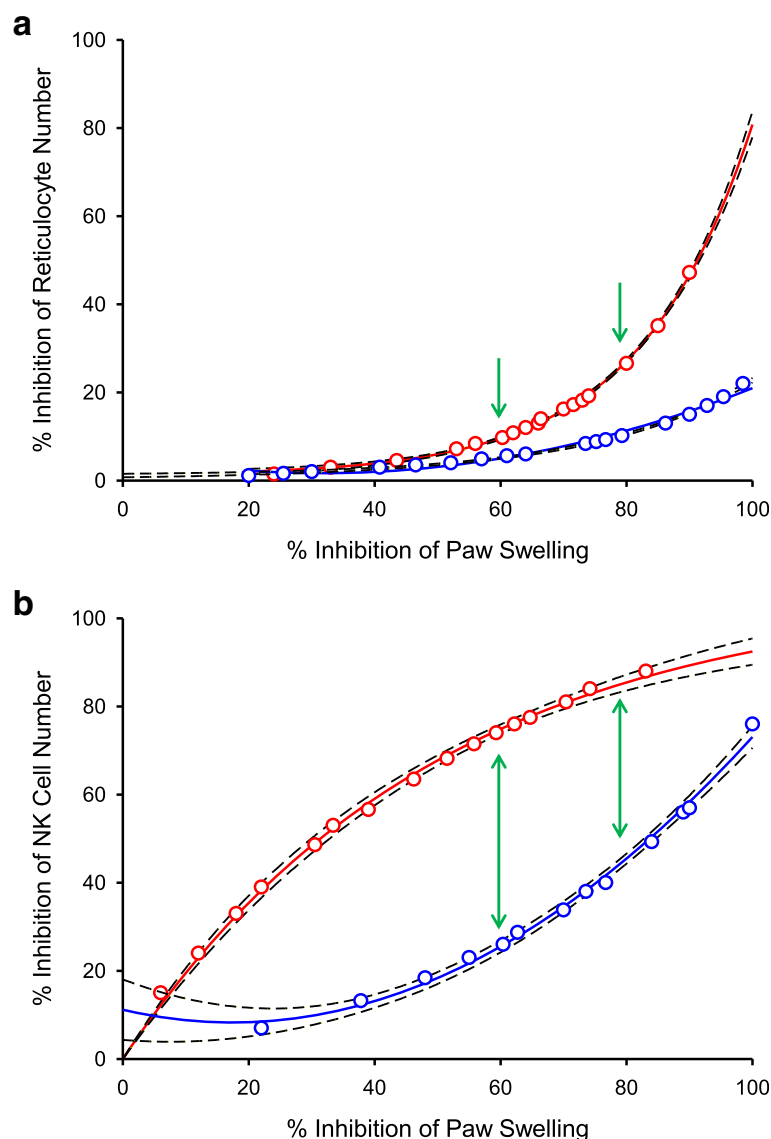 a
100
80
60
40
20
0
% Inhibition of Reticulocyte Number
0 20 40 60 80 100
% Inhibition of Paw Swelling
b
100
80
60
40
20
0
% Inhibition of NK Cell Number
0 20 40 60 80 100
% Inhibition of Paw Swelling